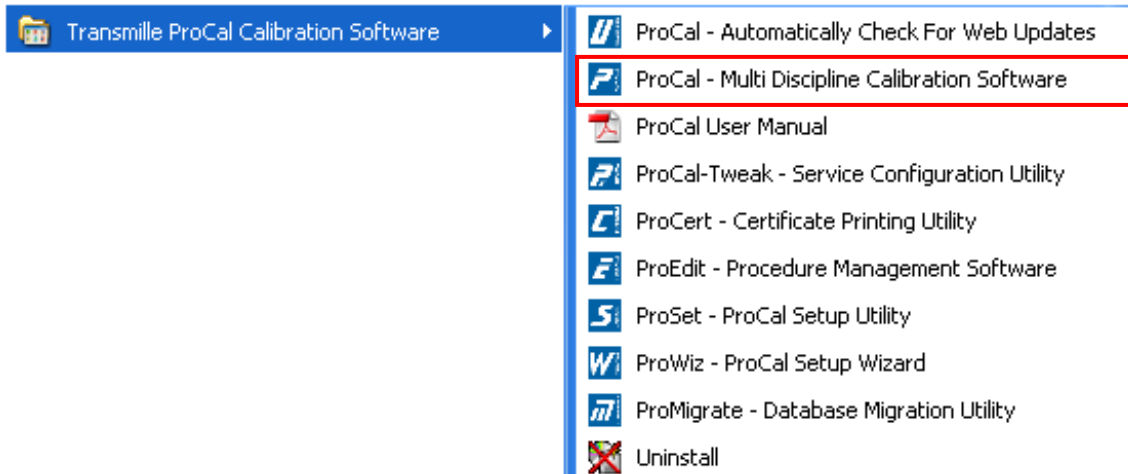 Transmille ProCal Calibration Software
ProCal - Automatically Check For Web Updates
ProCal - Multi Discipline Calibration Software
ProCal User Manual
ProCal-Tweak - Service Configuration Utility
ProCert - Certificate Printing Utility
ProEdit - Procedure Management Software
ProSet - ProCal Setup Utility
ProWiz - ProCal Setup Wizard
ProMigrate - Database Migration Utility
Uninstall